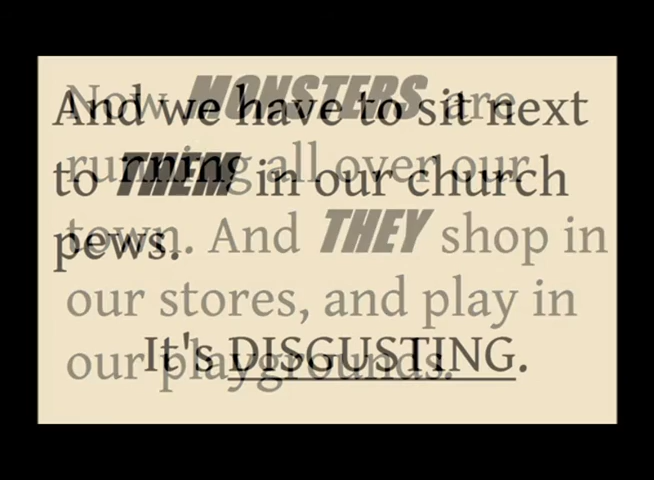 Now MONSTERS are
running all over our
town. And THEY shop in
our stores, and play in
our playgrounds.
And we have to sit next
to THEM in our church
pews.
It's DISGUSTING.